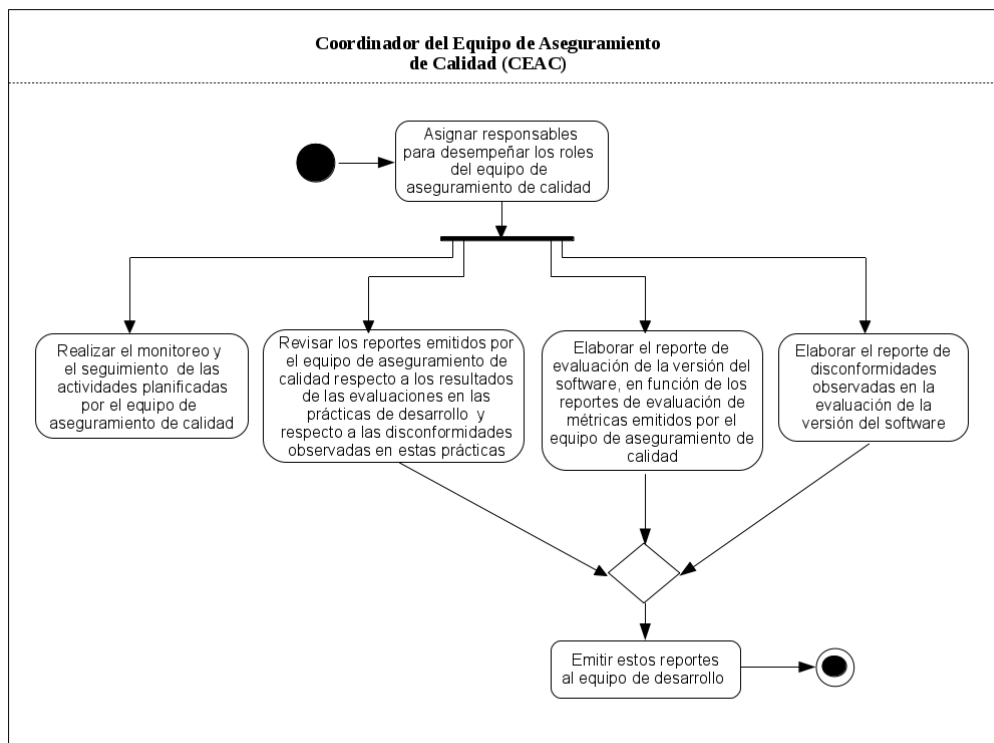 Coordinador del Equipo de Aseguramiento
de Calidad (CEAC)
Asignar responsables
para desempeñar los roles
del equipo de
aseguramiento de calidad
Realizar el monitoreo y
el seguimiento de las
actividades planificadas
por el equipo de
aseguramiento de calidad
Revisar los reportes emitidos por
el equipo de aseguramiento de
calidad respecto a los resultados
de las evaluaciones en las
prácticas de desarrollo y
respecto a las disconformidades
observadas en estas prácticas
Elaborar el reporte de
evaluación de la versión del
software, en función de los
reportes de evaluación de
métricas emitidos por el
equipo de aseguramiento de
calidad
Elaborar el reporte de
disconformidades
observadas en la
evaluación de la
versión del software
Emitir estos reportes
al equipo de desarrollo